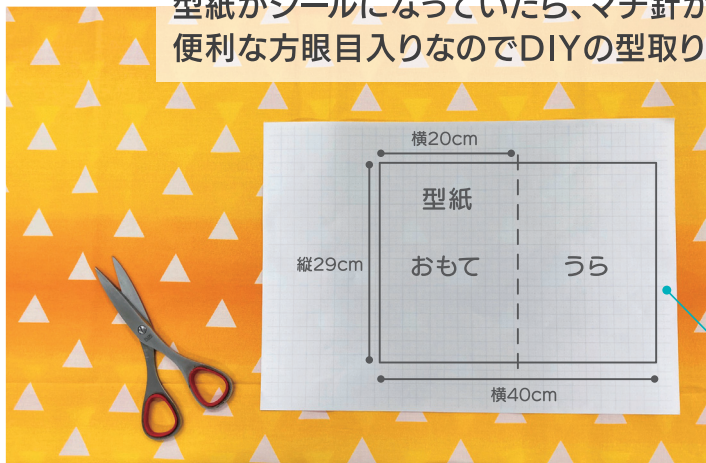 型紙がシールになっていたら、マチ針が
便利な方眼目入りなのでDIYの型取り
横20cm
型紙
縦29cm
おもて
うら
横40cm